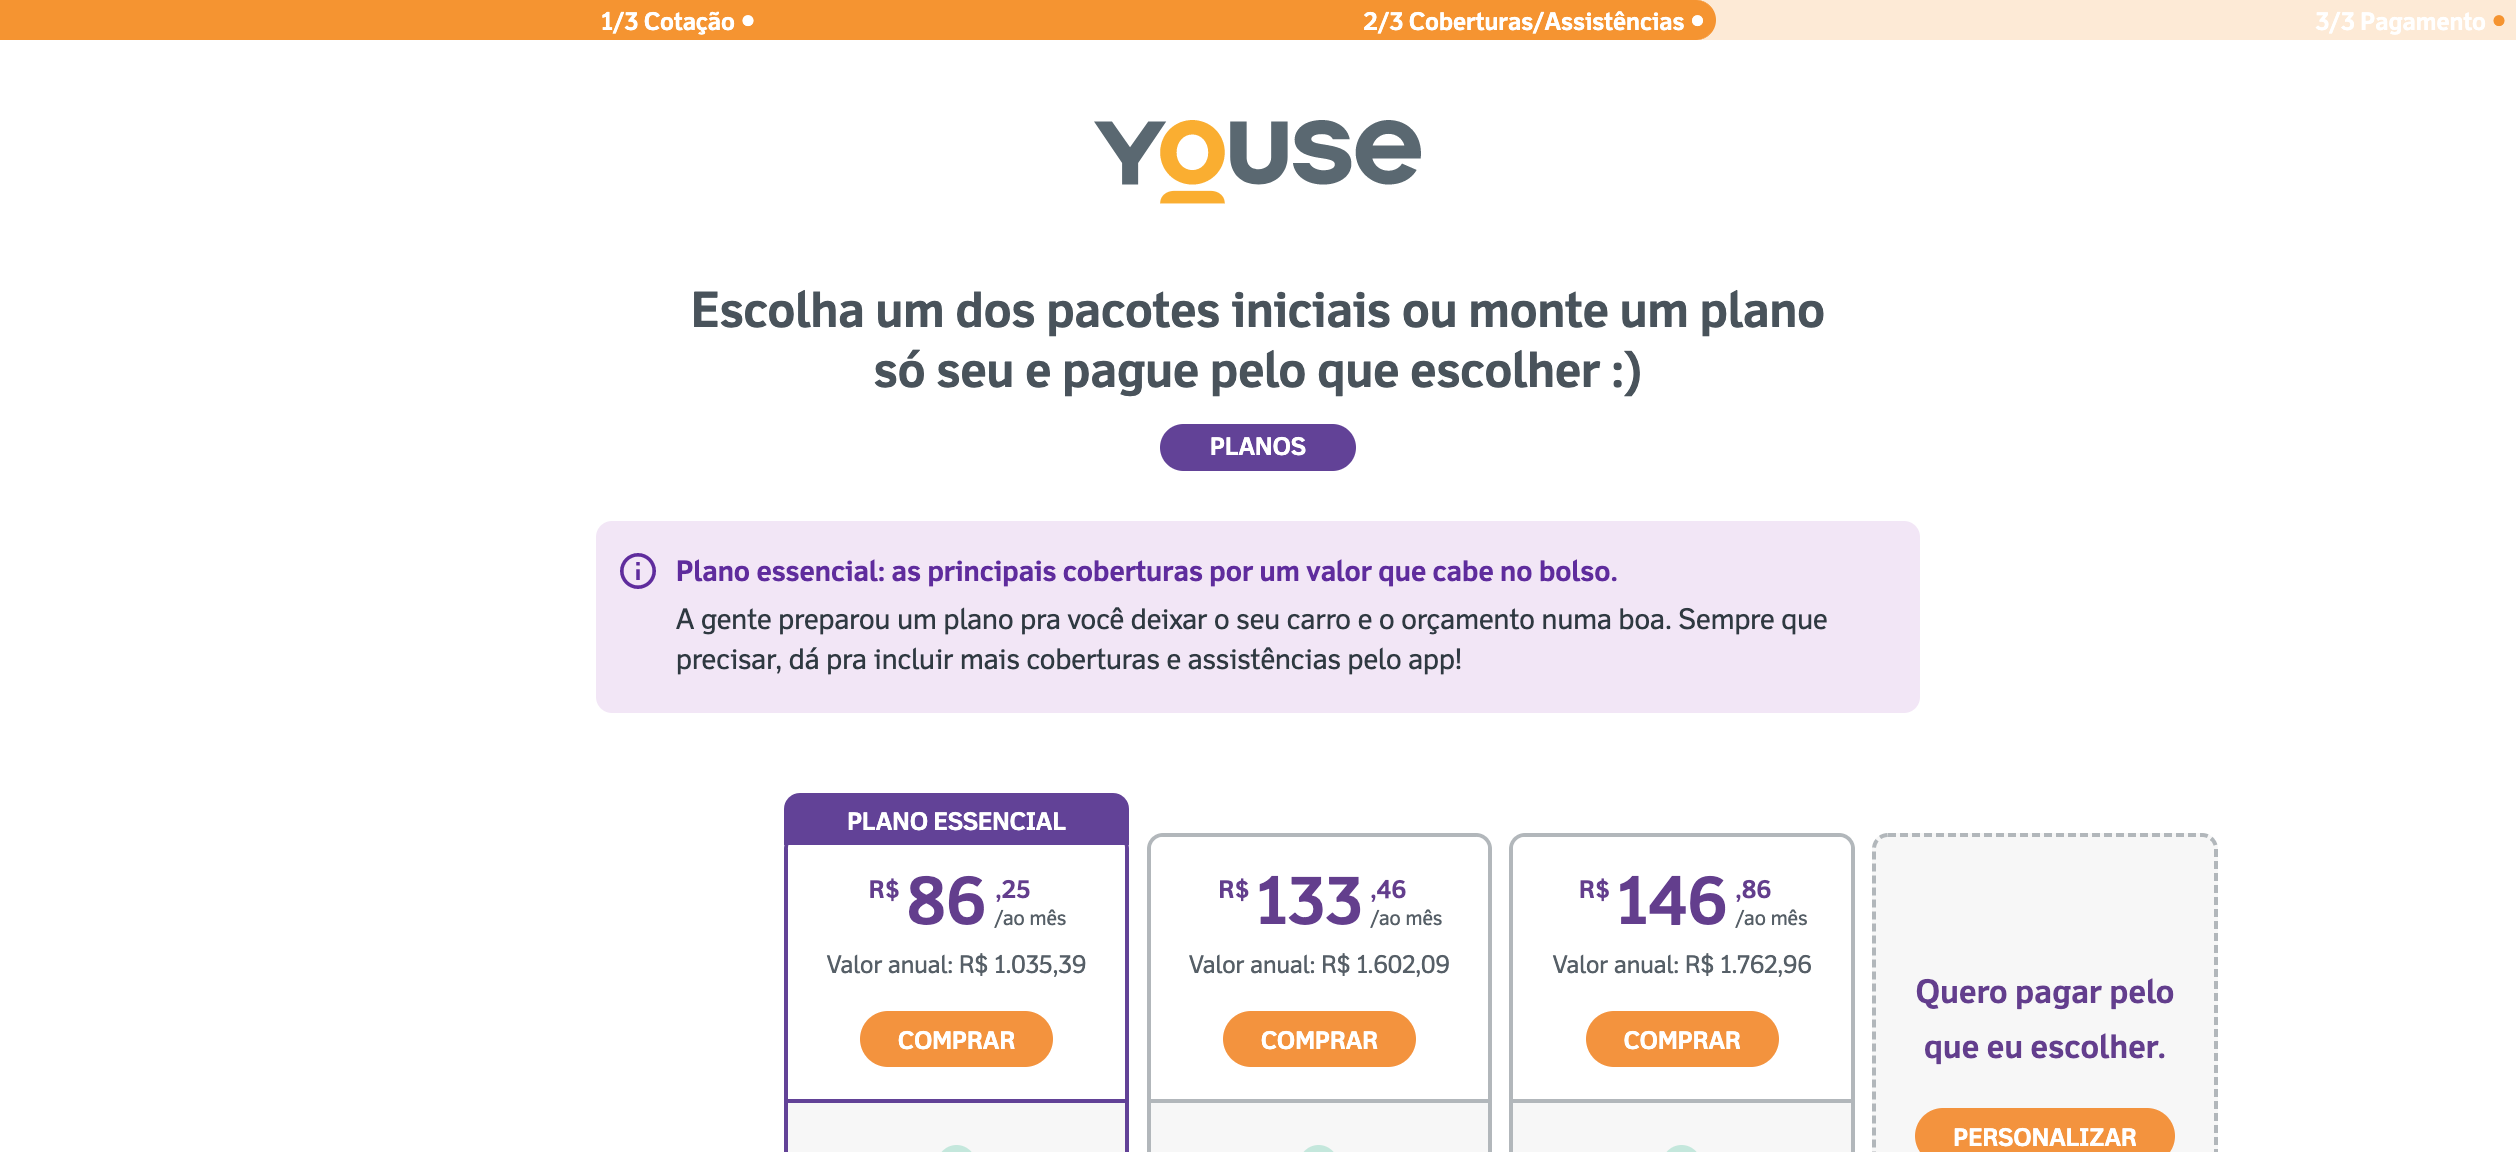 1/3 Cotação
2/3 Coberturas/Assistências
3/3 Pagamento
YOUSE
Escolha um dos pacotes iniciais ou monte um plano
só seu e pague pelo que escolher :)
PLANOS
Plano essencial: as principais coberturas por um valor que cabe no bolso.
A gente preparou um plano pra você deixar o seu carro e o orçamento numa boa. Sempre que
precisar, dá pra incluir mais coberturas e assistências pelo app!
PLANO ESSENCIAL
R$ 86,25 /ao mês
Valor anual: R$ 1.035,39
COMPRAR
R$ 133,46 /ao mês
Valor anual: R$ 1.602,09
COMPRAR
R$ 146,86 /ao mês
Valor anual: R$ 1.762,96
COMPRAR
Quero pagar pelo
que eu escolher.
PERSONALIZAR